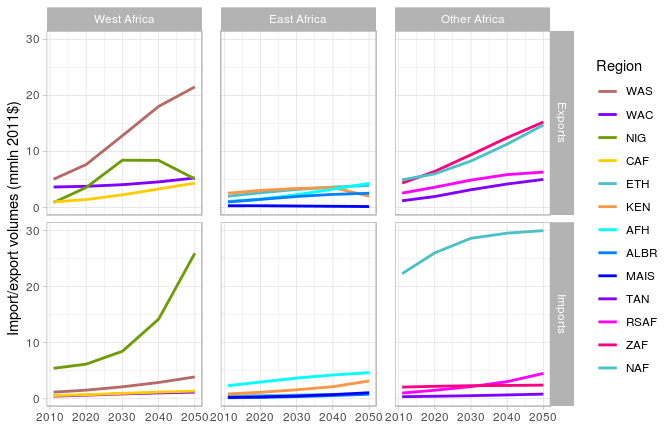 West Africa East Africa Other Africa
Import/export volumes (mmln 2011$)
30
20
10
0
Exports
30
20
10
0
Imports
2010 2020 2030 2040 2050 2010 2020 2030 2040 2050 2010 2020 2030 2040 2050
Region
WAS
WAC
NIG
CAF
ETH
KEN
AFH
ALBR
MAIS
TAN
RSAF
ZAF
NAF